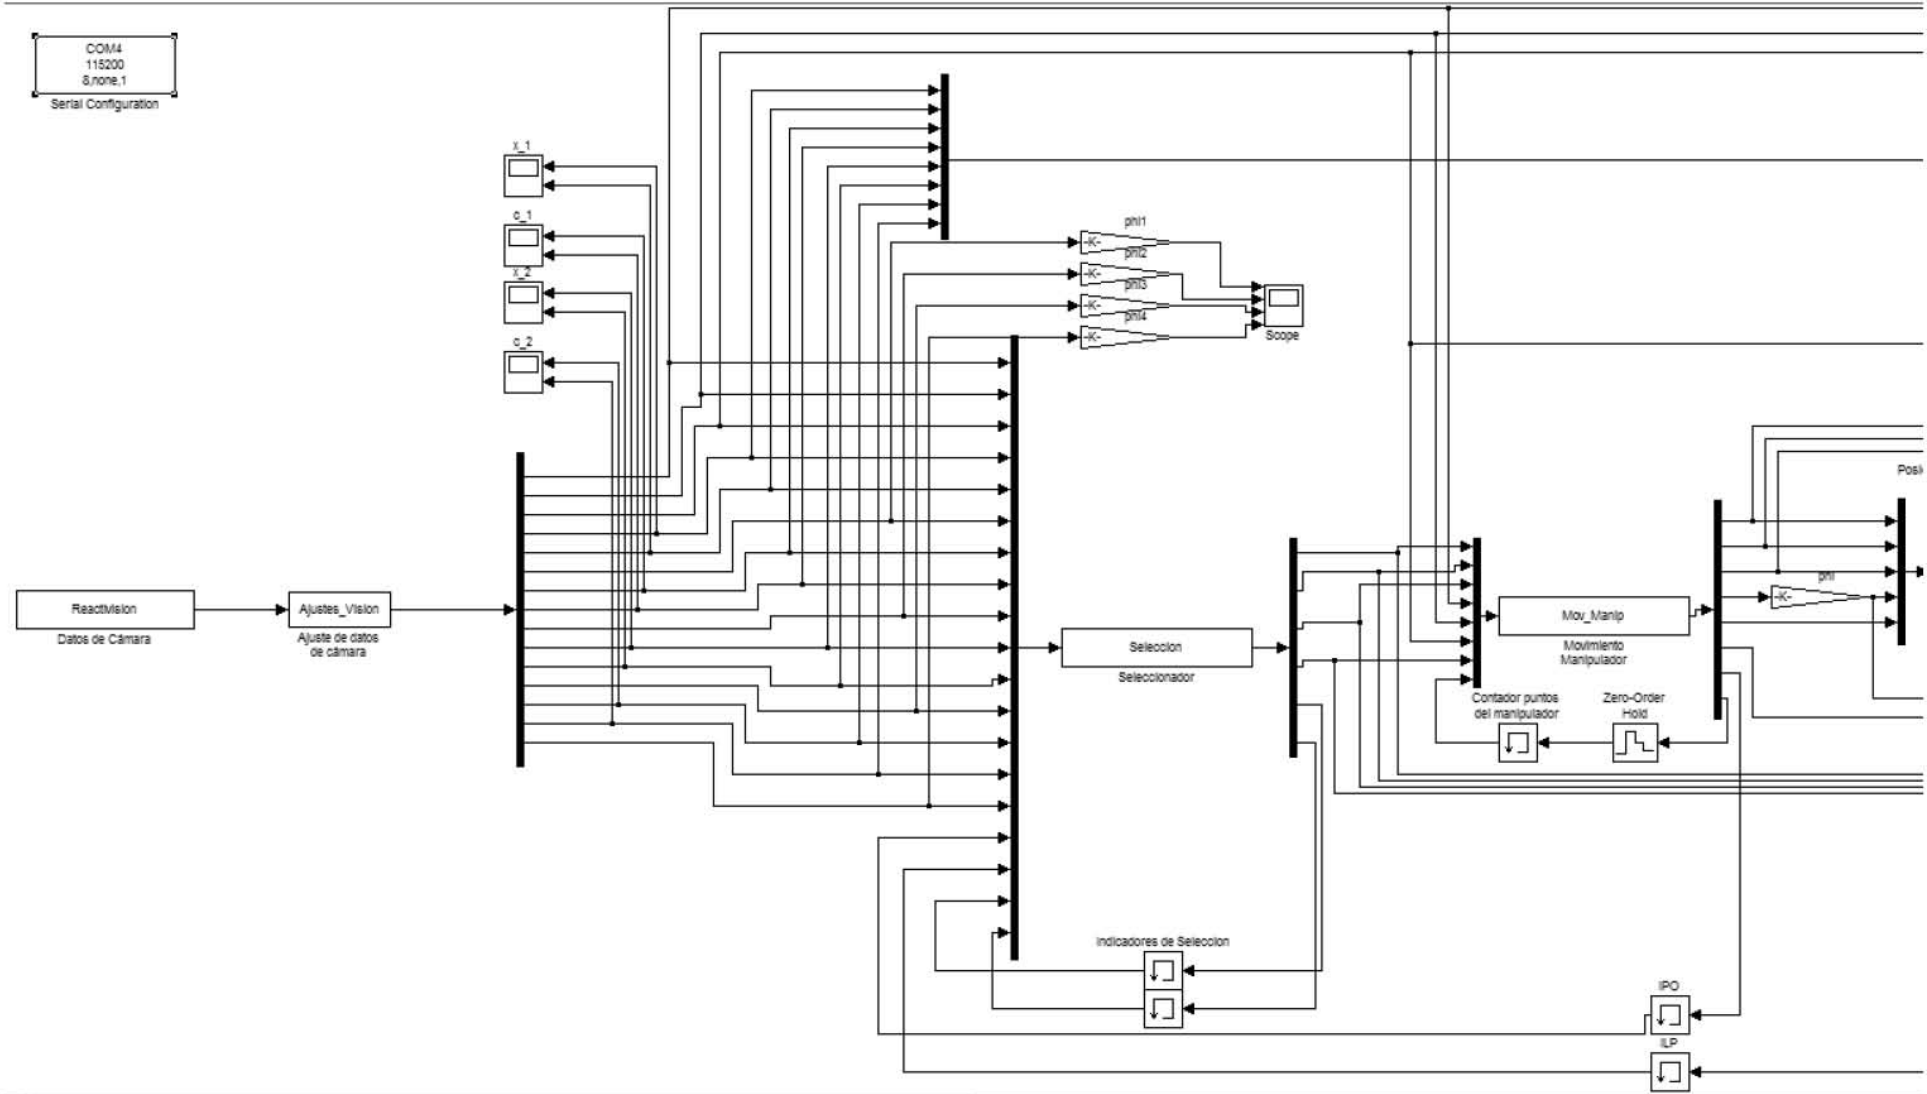 COM4
115200
8,none,1
Serial Configuration
x_1
c_1
x_2
c_2
phi1
-K-
phi2
-K-
phi3
-K-
phi4
-K-
Scope
Reactivision
Datos de Cámara
Ajustes_Vision
Ajuste de datos
de cámara
Seleccion
Seleccionador
Indicadores de Seleccion
Mov_Manip
Movimiento
Manipulador
Contador puntos
del manipulador
Zero-Order
Hold
phi
-K-
IPO
ILP